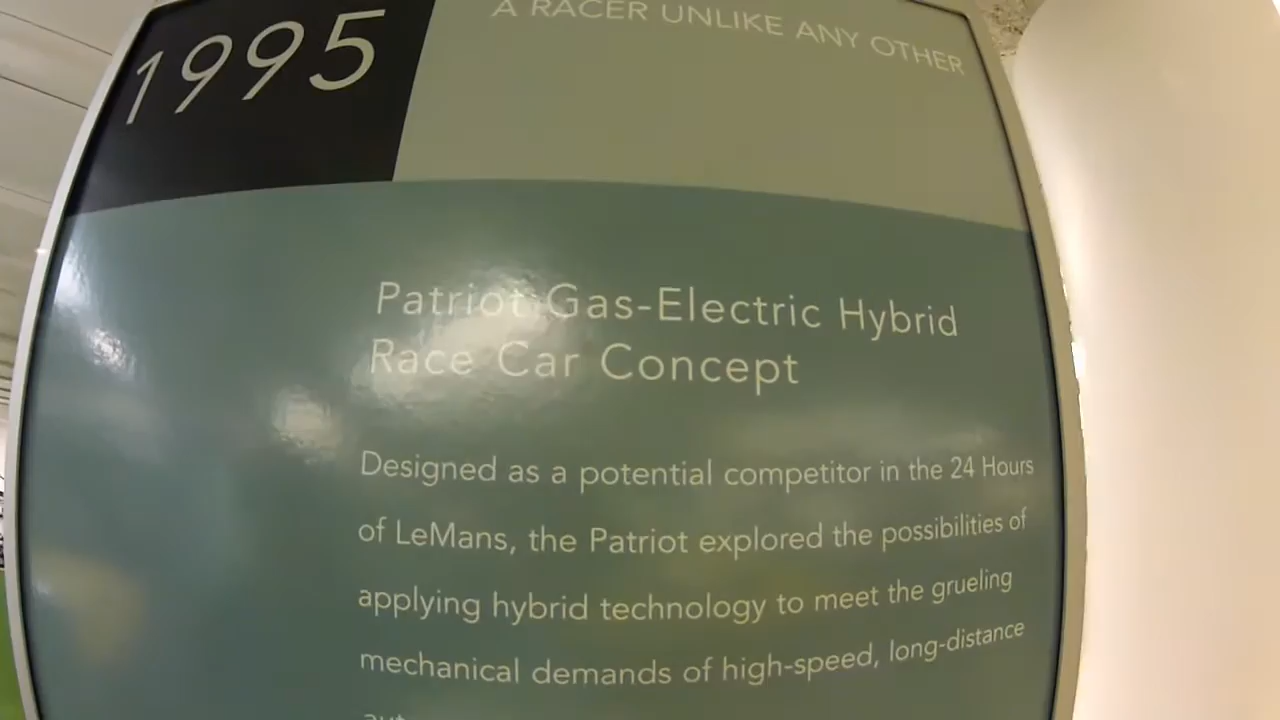 1995
A RACER UNLIKE ANY OTHER
Patriot Gas-Electric Hybrid
Race Car Concept
Designed as a potential competitor in the 24 Hours
of LeMans, the Patriot explored the possibilities of
applying hybrid technology to meet the grueling
mechanical demands of high-speed, long-distance